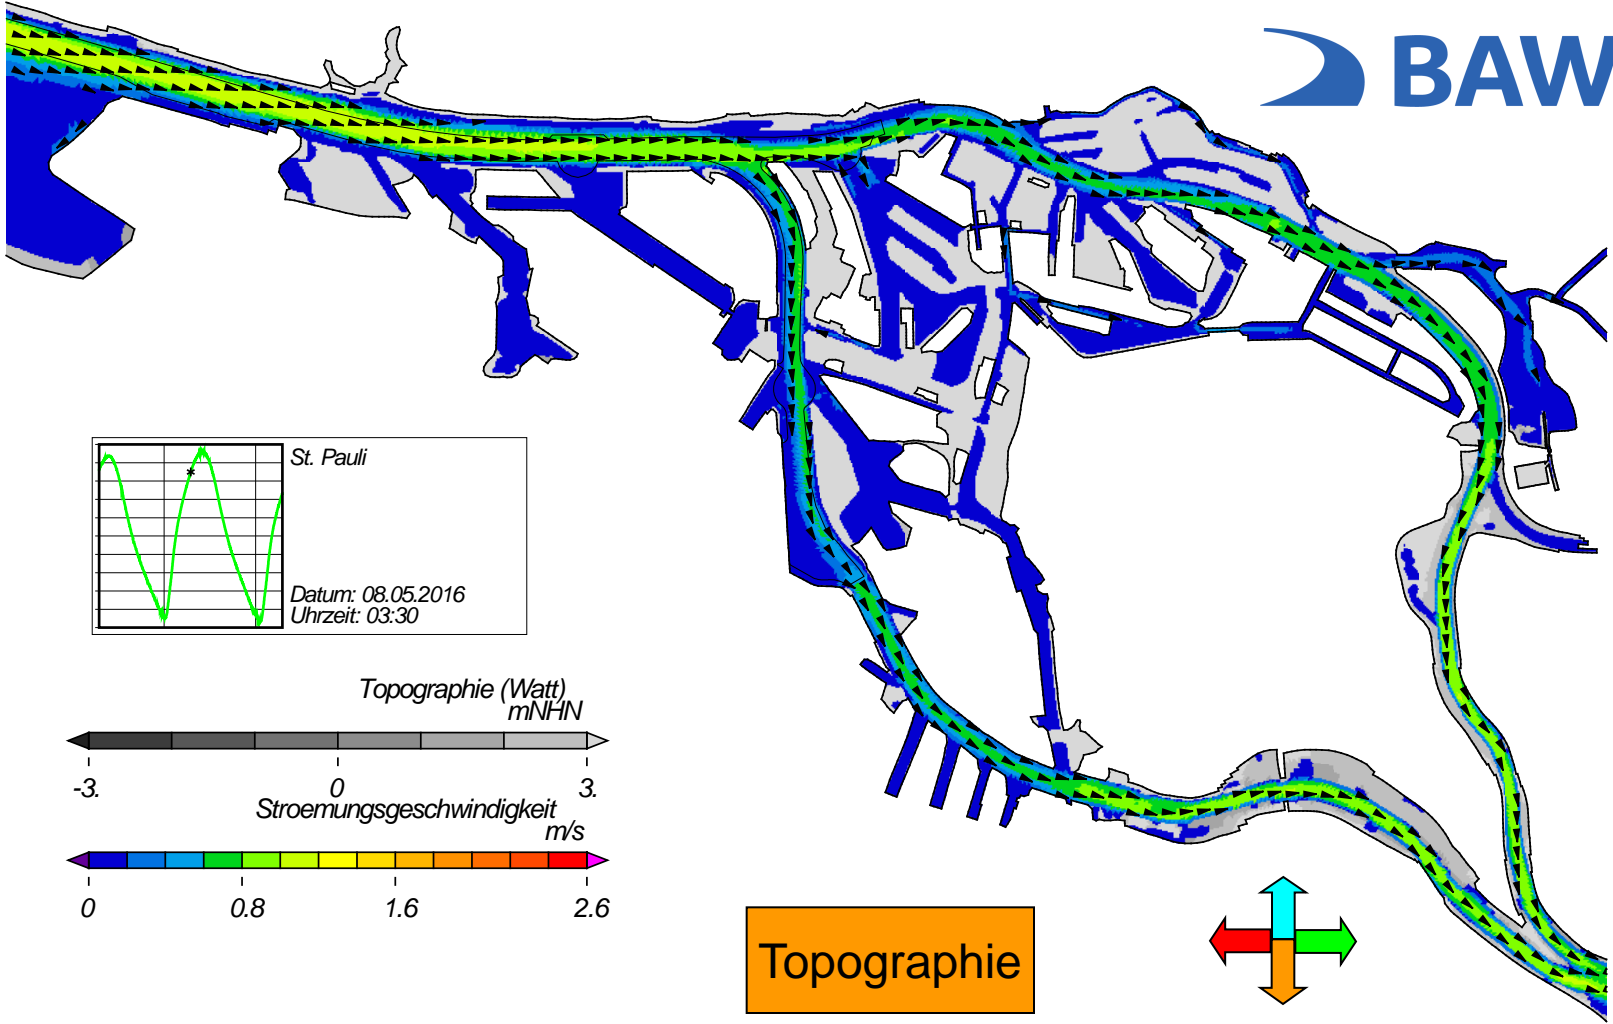 BAW
St. Pauli
Datum: 08.05.2016
Uhrzeit: 03:30
Topographie (Watt)
mNHN
-3. 0 3.
Stroemungsgeschwindigkeit
m/s
0 0.8 1.6 2.6
Topographie